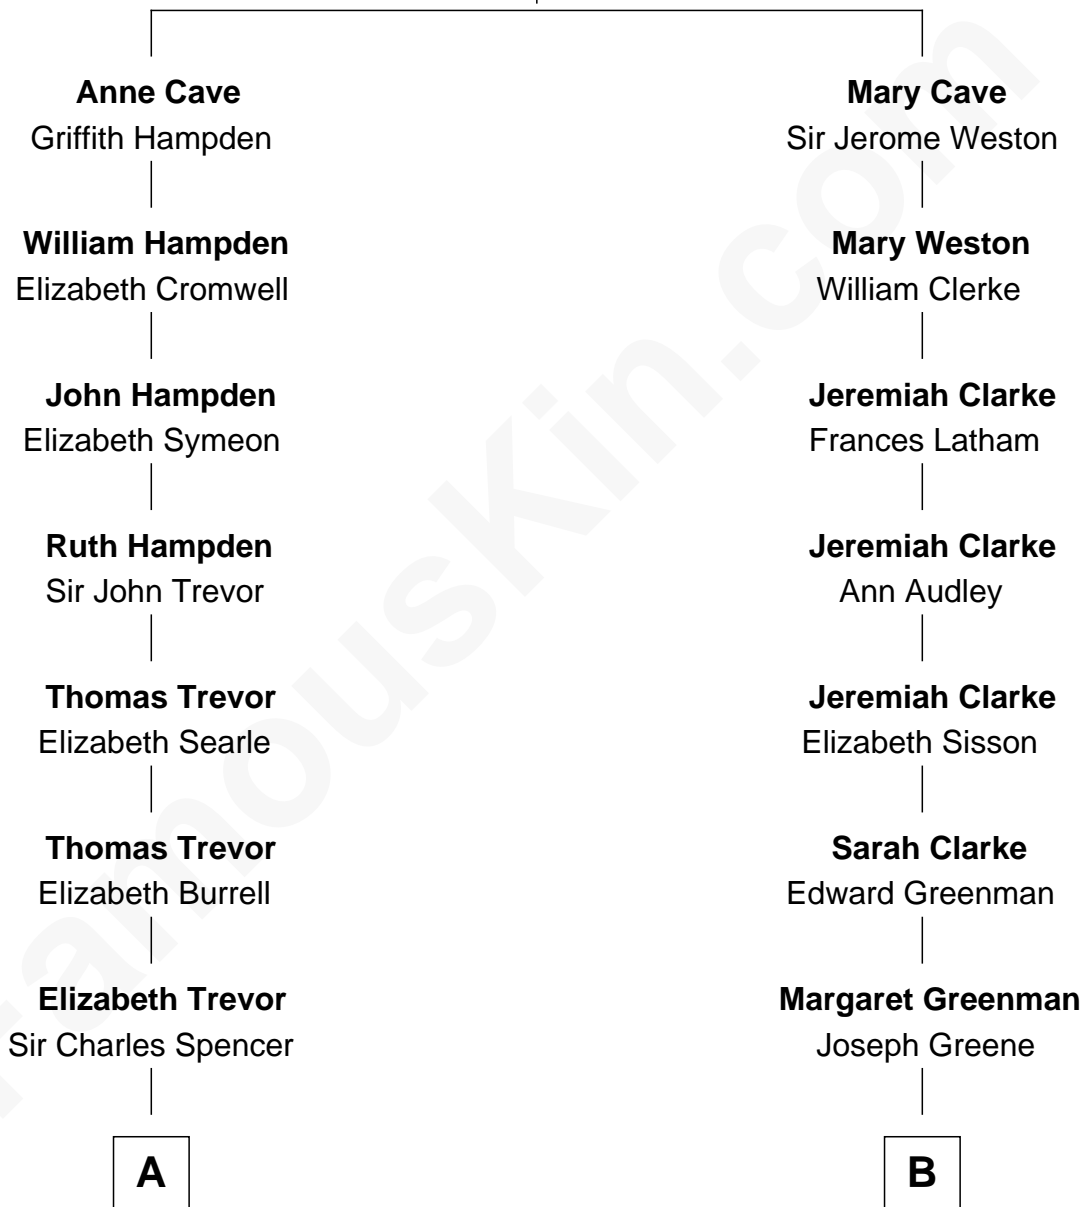 Anne Cave
Griffith Hampden
Mary Cave
Sir Jerome Weston
William Hampden
Elizabeth Cromwell
Mary Weston
William Clerke
John Hampden
Elizabeth Symeon
Jeremiah Clarke
Frances Latham
Ruth Hampden
Sir John Trevor
Jeremiah Clarke
Ann Audley
Thomas Trevor
Elizabeth Searle
Jeremiah Clarke
Elizabeth Sisson
Thomas Trevor
Elizabeth Burrell
Sarah Clarke
Edward Greenman
Elizabeth Trevor
Sir Charles Spencer
Margaret Greenman
Joseph Greene
A
B
FamousKin.com